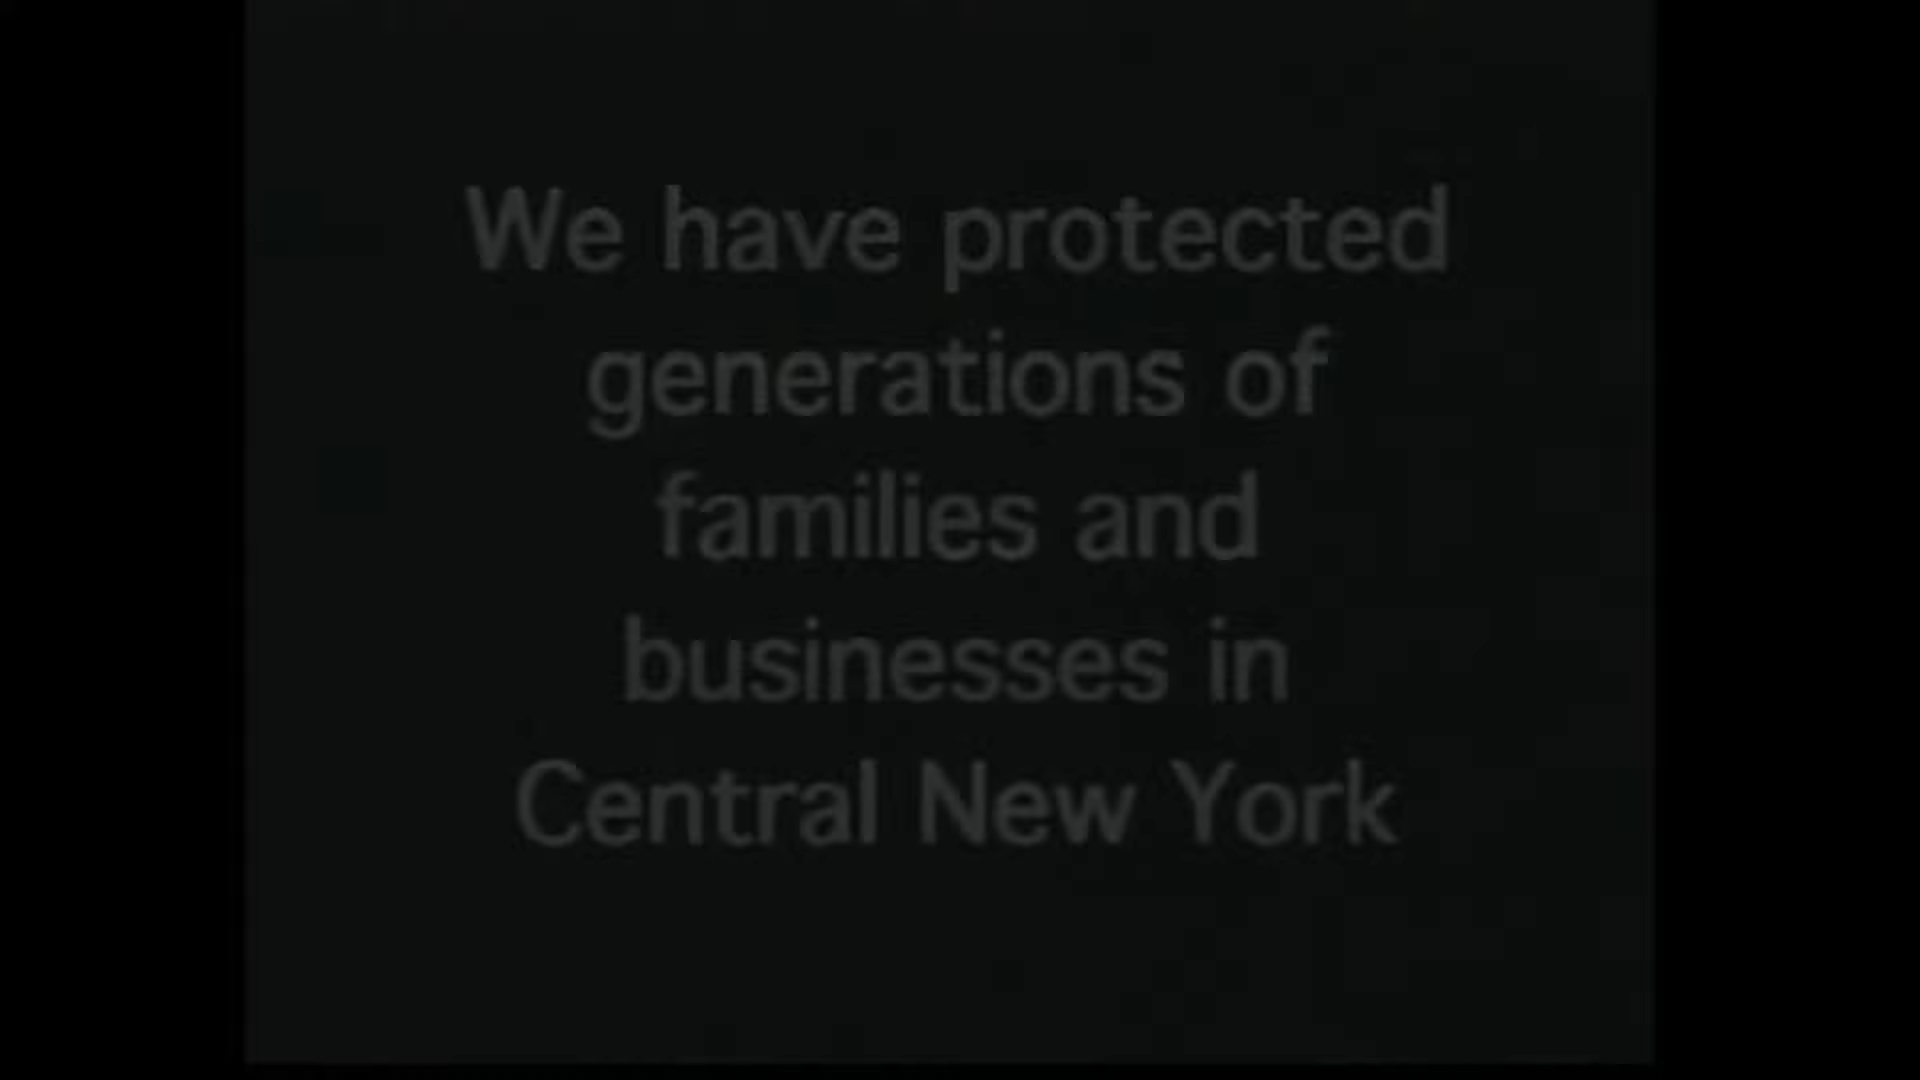 We have protected
generations of
families and
businesses in
Central New York